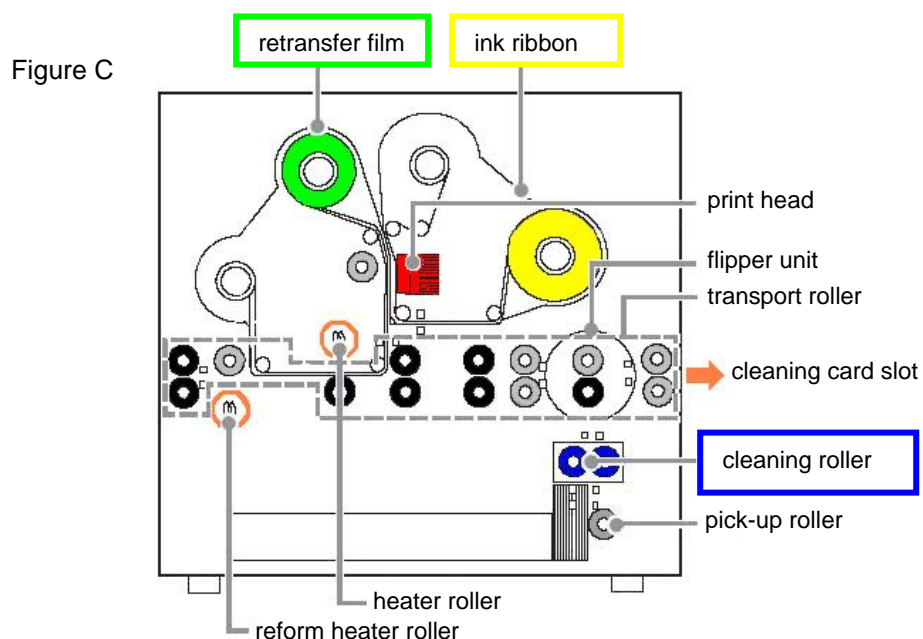 retransfer film
ink ribbon
Figure C
print head
flipper unit
transport roller
cleaning card slot
cleaning roller
pick-up roller
heater roller
reform heater roller